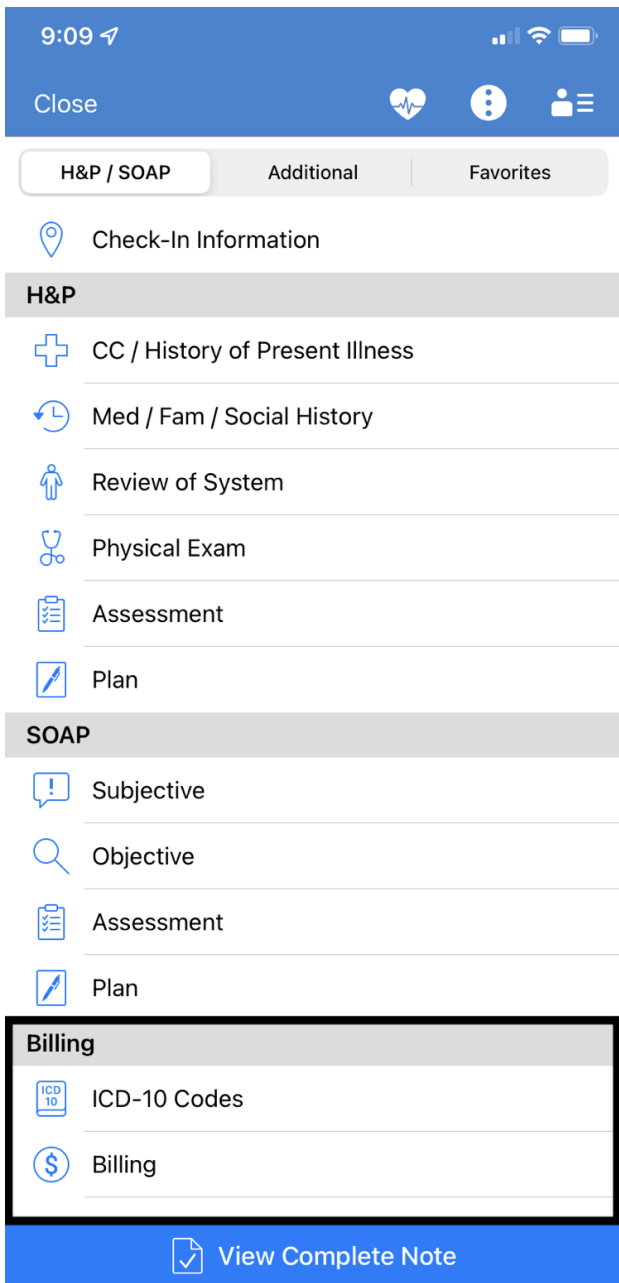 9:09
Close
H&P / SOAP Additional Favorites
Check-In Information
H&P
CC / History of Present Illness
Med / Fam / Social History
Review of System
Physical Exam
Assessment
Plan
SOAP
Subjective
Objective
Assessment
Plan
Billing
ICD
10
ICD-10 Codes
Billing
View Complete Note